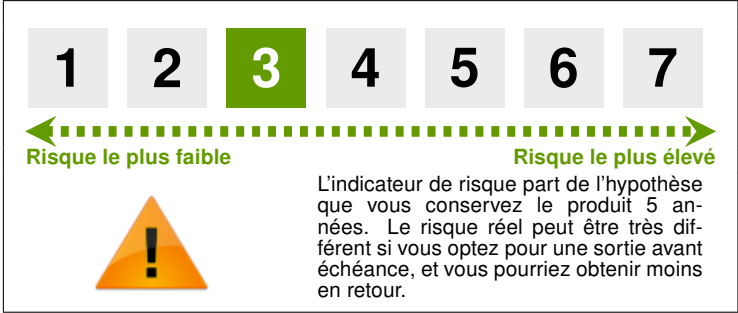 1 2 3 4 5 6 7
Risque le plus faible Risque le plus élevé
L'indicateur de risque part de l'hypothèse
que vous conservez le produit 5 an-
nées. Le risque réel peut être très dif-
férent si vous optez pour une sortie avant
échéance, et vous pourriez obtenir moins
en retour.
!